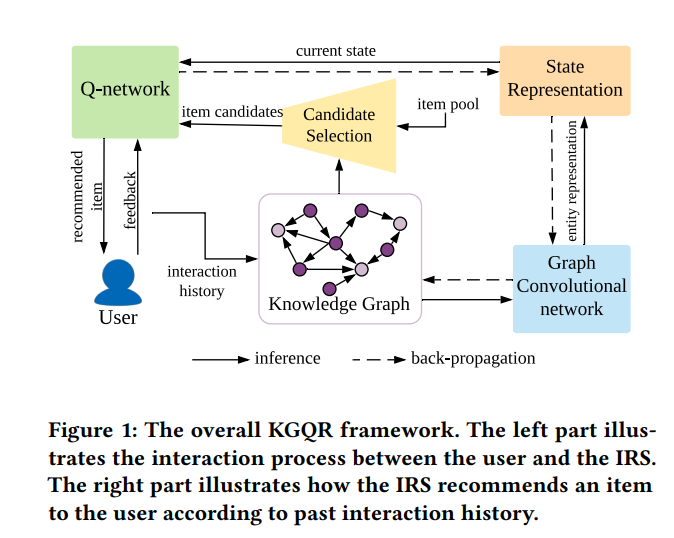 current state
Q-network
State
Representation
item candidates
Candidate
Selection
item pool
recommended
item
feedback
entity representation
interaction
history
Knowledge Graph
Graph
Convolutional
network
User
inference
back-propagation
Figure 1: The overall KGQR framework. The left part illus-
trates the interaction process between the user and the IRS.
The right part illustrates how the IRS recommends an item
to the user according to past interaction history.